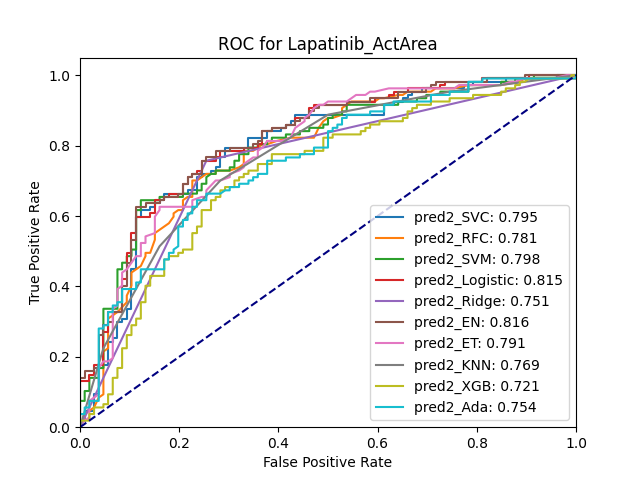 ROC for Lapatinib_ActArea
True Positive Rate
1.0
0.8
0.6
0.4
0.2
0.0
pred2_SVC: 0.795
pred2_RFC: 0.781
pred2_SVM: 0.798
pred2_Logistic: 0.815
pred2_Ridge: 0.751
pred2_EN: 0.816
pred2_ET: 0.791
pred2_KNN: 0.769
pred2_XGB: 0.721
pred2_Ada: 0.754
0.0 0.2 0.4 0.6 0.8 1.0
False Positive Rate